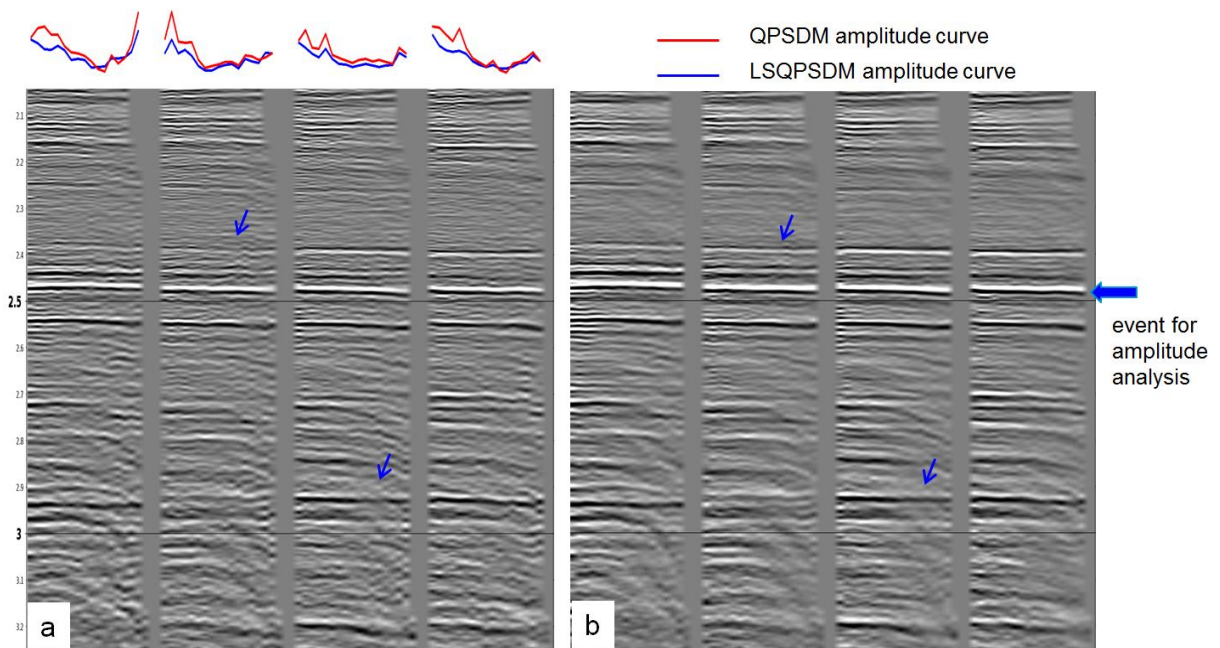 QPSDM amplitude curve
LSQPSDM amplitude curve
2.1
2.2
2.3
2.4
2.5
2.6
2.7
2.8
2.9
3
3.1
3.2
event for
amplitude
analysis
a
b